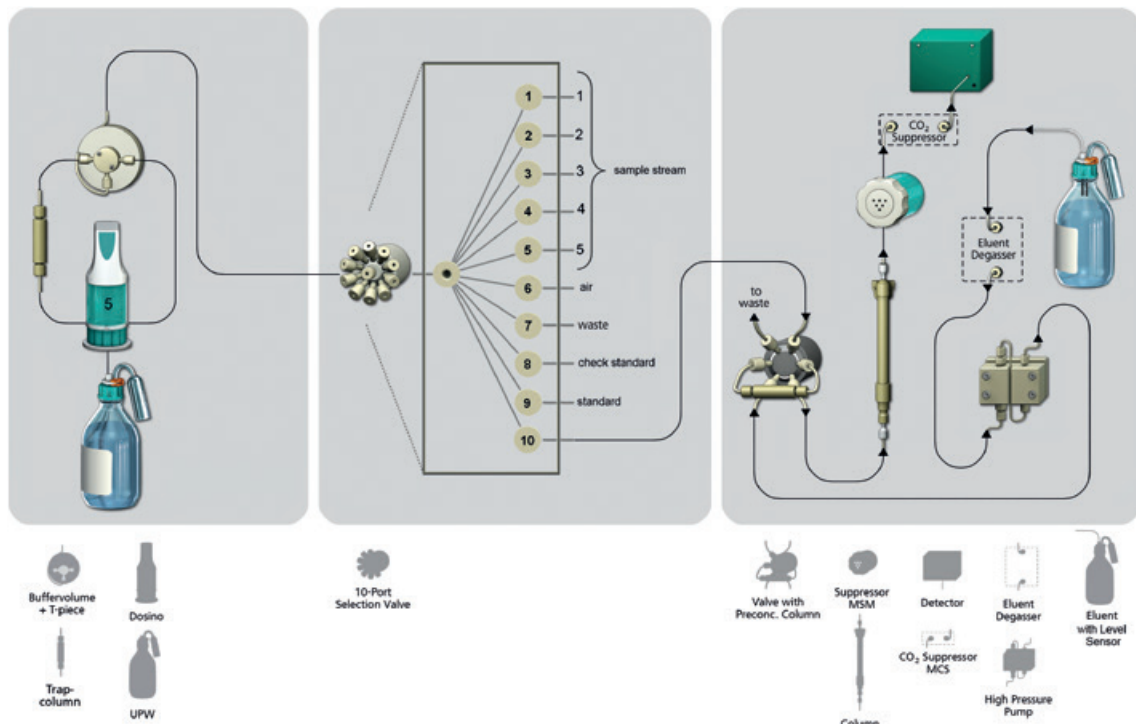 5
1
2
3
4
5
6
7
8
9
10
1
2
3
4
5
sample stream
air
waste
check standard
standard
CO₂
Suppressor
Eluent
Degasser
to
waste
Buffervolume
+ T-piece
Dosino
Trap-
column
UPW
10-Port
Selection Valve
Valve with
Preconc. Column
Suppressor
MSM
Detector
Eluent
Degasser
Eluent
with Level
Sensor
CO₂ Suppressor
MCS
High Pressure
Pump
Column